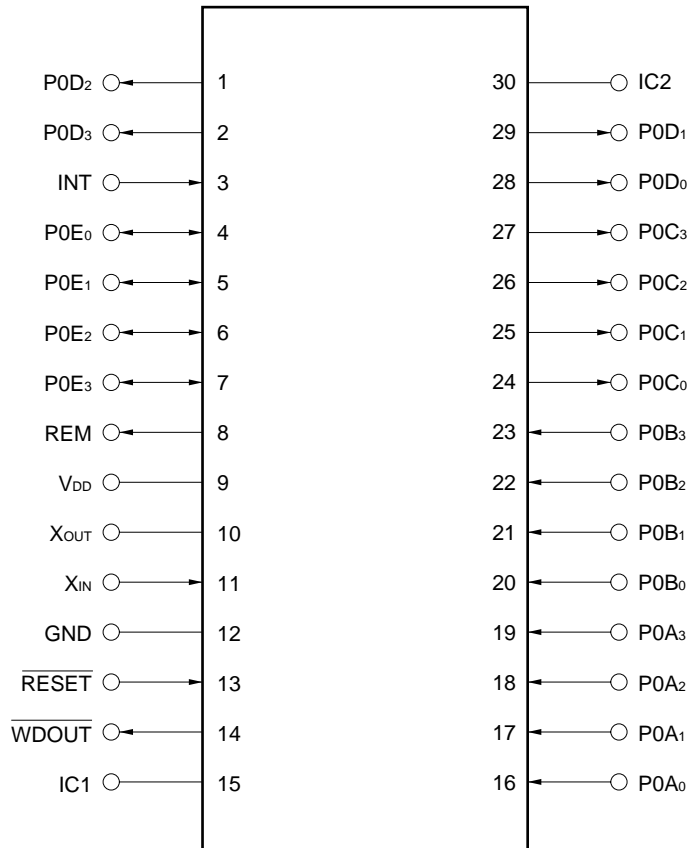 P0D₂ 1 30 IC2
P0D₃ 2 29 P0D₁
INT 3 28 P0D₀
P0E₀ 4 27 P0C₃
P0E₁ 5 26 P0C₂
P0E₂ 6 25 P0C₁
P0E₃ 7 24 P0C₀
REM 8 23 P0B₃
VDD 9 22 P0B₂
XOUT 10 21 P0B₁
XIN 11 20 P0B₀
GND 12 19 P0A₃
R̅E̅S̅E̅T̅ 13 18 P0A₂
W̅D̅O̅U̅T̅ 14 17 P0A₁
IC1 15 16 P0A₀